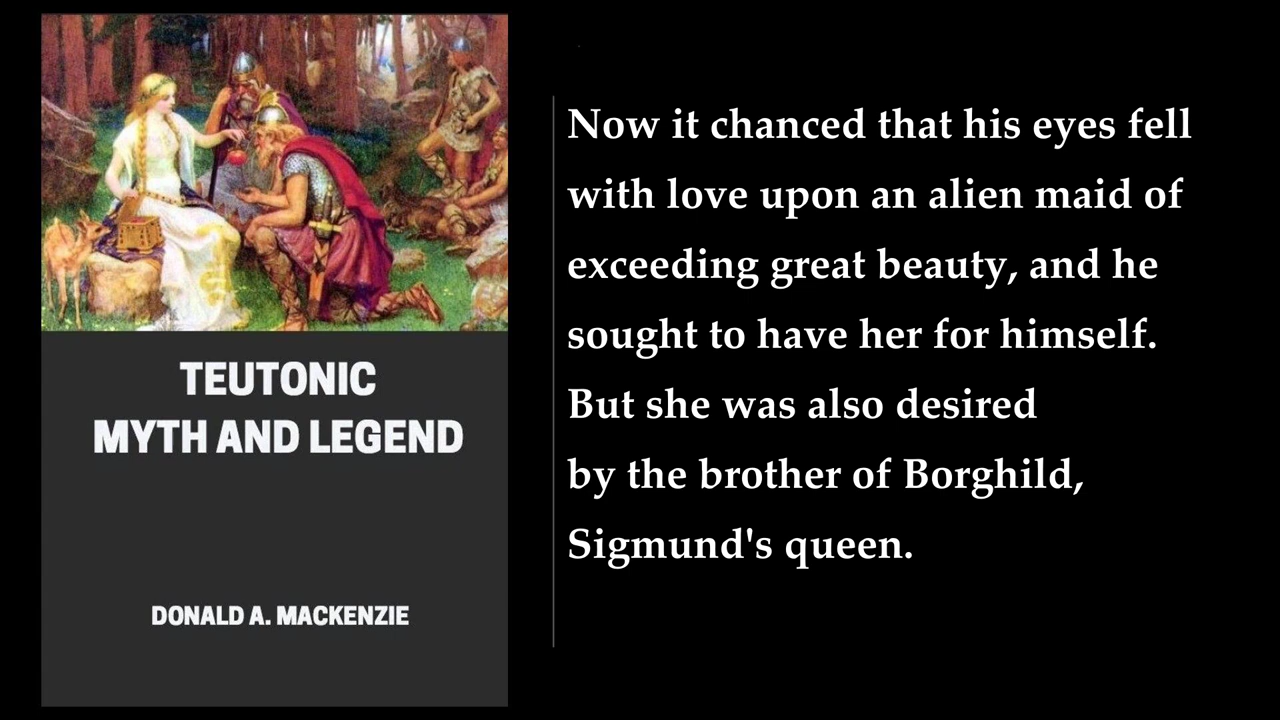 TEUTONIC
MYTH AND LEGEND
DONALD A. MACKENZIE
Now it chanced that his eyes fell
with love upon an alien maid of
exceeding great beauty, and he
sought to have her for himself.
But she was also desired
by the brother of Borghild,
Sigmund's queen.